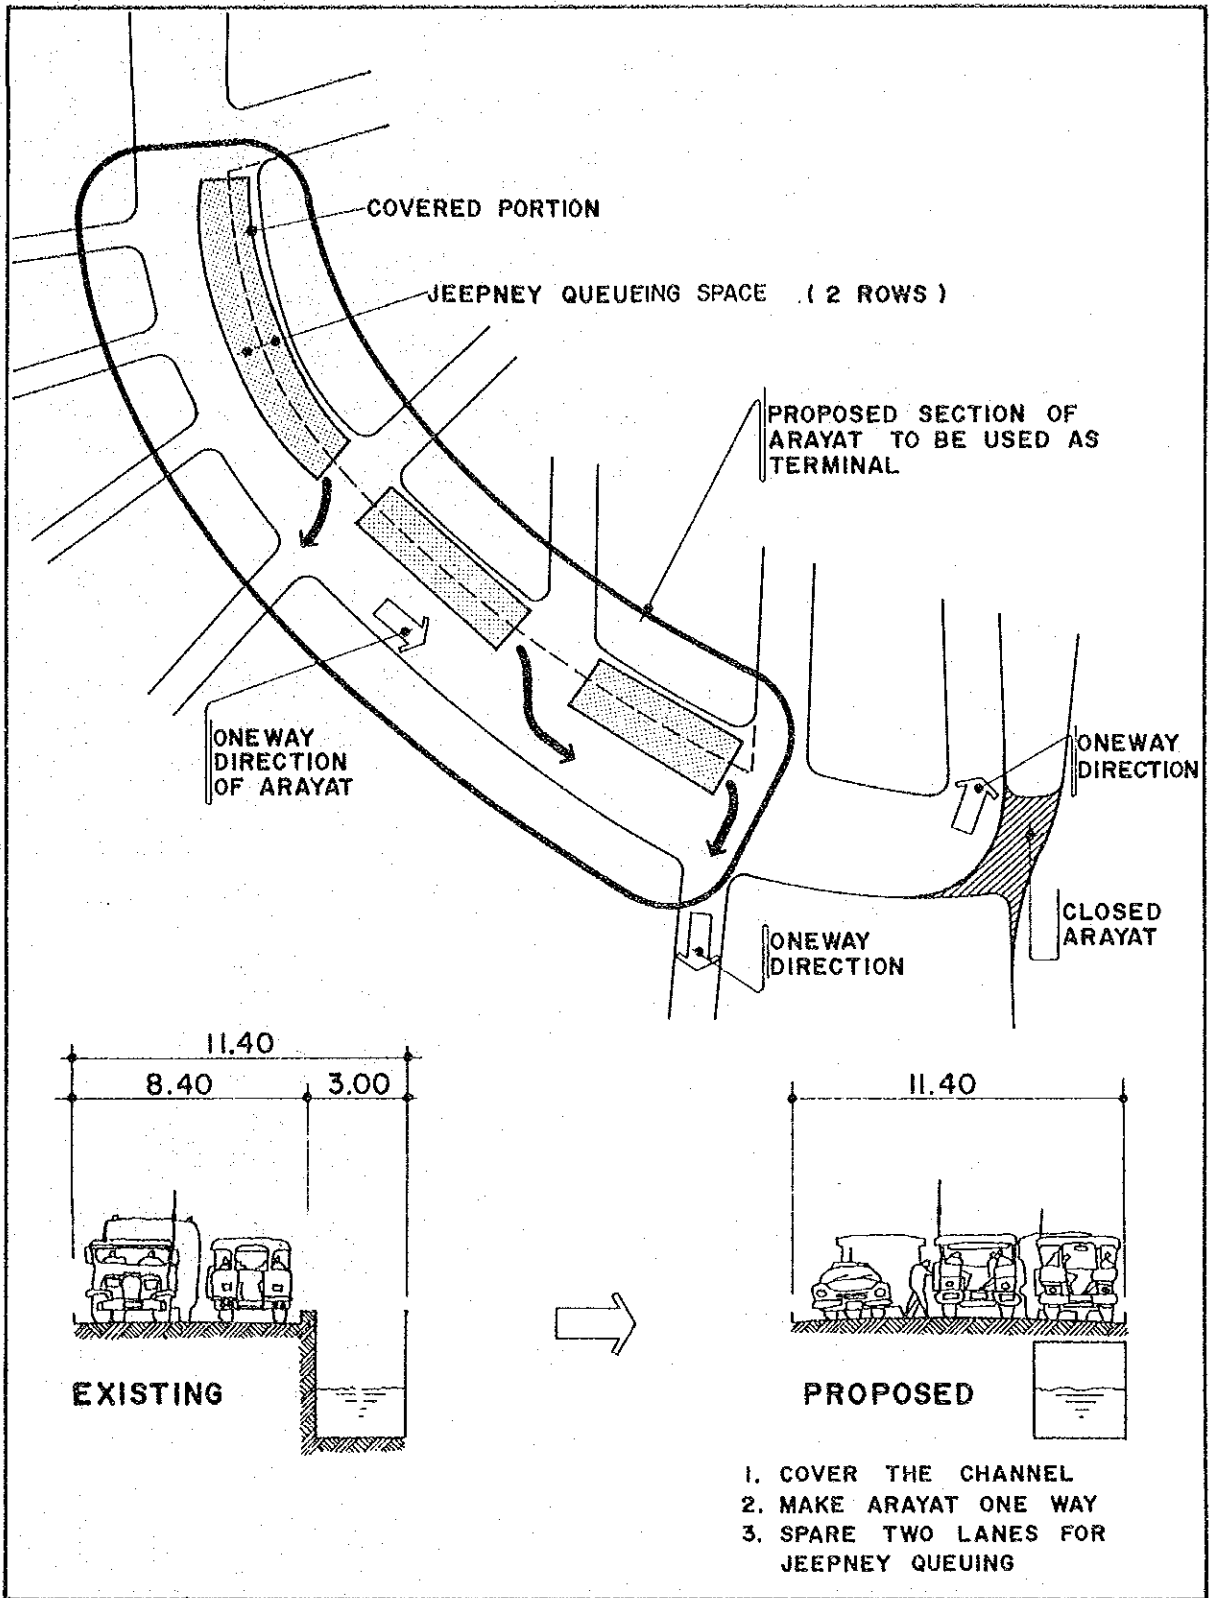 COVERED PORTION
JEEPNEY QUEUEING SPACE . ( 2 ROWS )
PROPOSED SECTION OF
ARAYAT TO BE USED AS
TERMINAL
ONEWAY
DIRECTION
OF ARAYAT
ONEWAY
DIRECTION
CLOSED
ARAYAT
ONEWAY
DIRECTION
11.40
8.40 3.00
11.40
EXISTING
PROPOSED
1. COVER THE CHANNEL
2. MAKE ARAYAT ONE WAY
3. SPARE TWO LANES FOR
JEEPNEY QUEUING